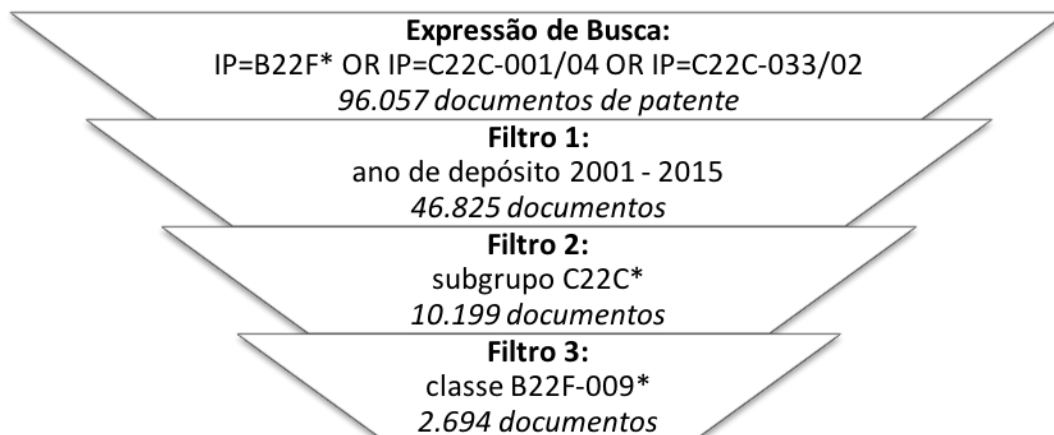 Expressão de Busca:
IP=B22F* OR IP=C22C-001/04 OR IP=C22C-033/02
96.057 documentos de patente
Filtro 1:
ano de depósito 2001 - 2015
46.825 documentos
Filtro 2:
subgrupo C22C*
10.199 documentos
Filtro 3:
classe B22F-009*
2.694 documentos